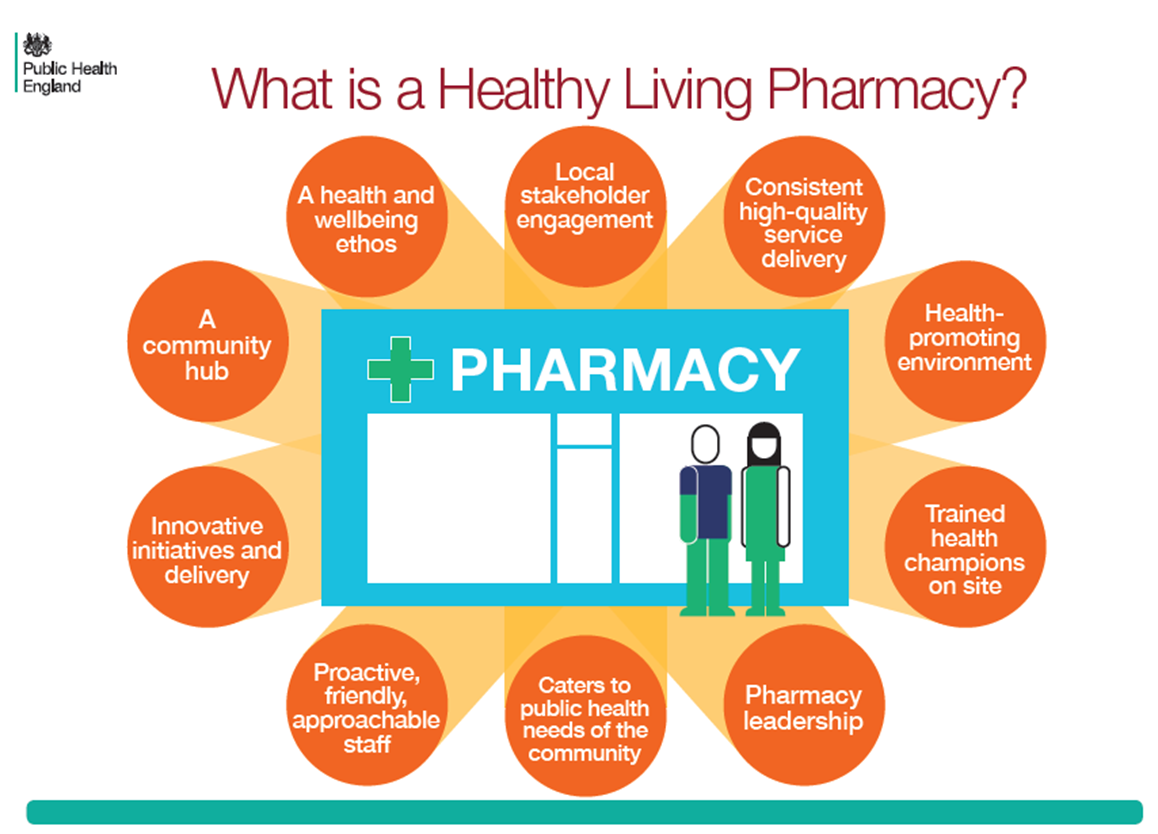 Public Health
England
What is a Healthy Living Pharmacy?
A health and
wellbeing
ethos
Local
stakeholder
engagement
Consistent
high-quality
service
delivery
A
community
hub
Health-
promoting
environment
PHARMACY
Innovative
initiatives and
delivery
Trained
health
champions
on site
Proactive,
friendly,
approachable
staff
Caters to
public health
needs of the
community
Pharmacy
leadership